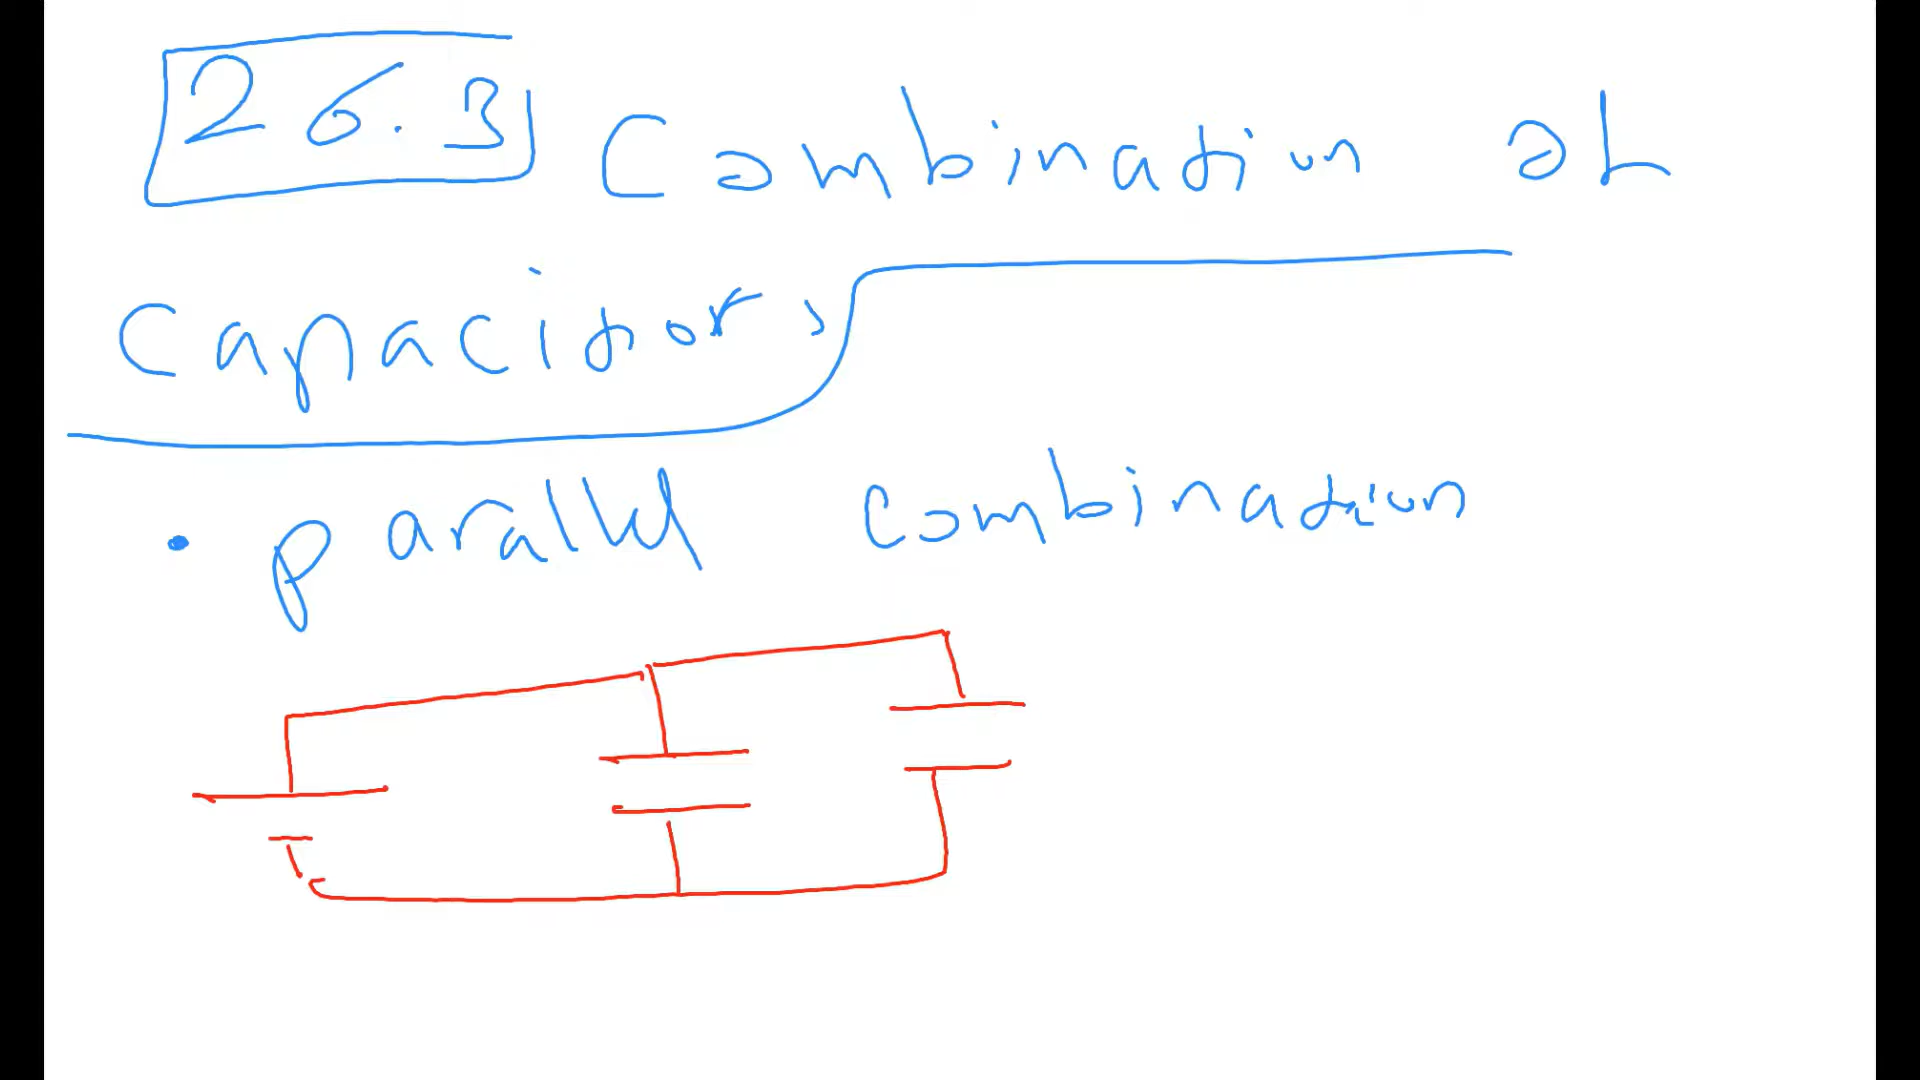 26.3 Combination of
Capacitors
• parallel combination